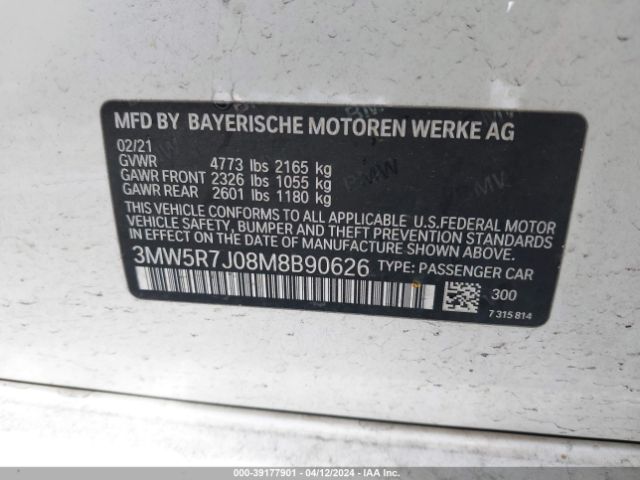 MFD BY BAYERISCHE MOTOREN WERKE AG
02/21
GVWR 4773 lbs 2165 kg
GAWR FRONT 2326 lbs 1055 kg
GAWR REAR 2601 lbs 1180 kg
THIS VEHICLE CONFORMS TO ALL APPLICABLE U.S.FEDERAL MOTOR
VEHICLE SAFETY, BUMPER, AND THEFT PREVENTION STANDARDS
IN EFFECT ON THE DATE OF MANUFACTURE SHOWN ABOVE.
3MW5R7J08M8B90626 TYPE: PASSENGER CAR
300
7 315 814
000-39177901 - 04/12/2024 - IAA Holdings, LLC.